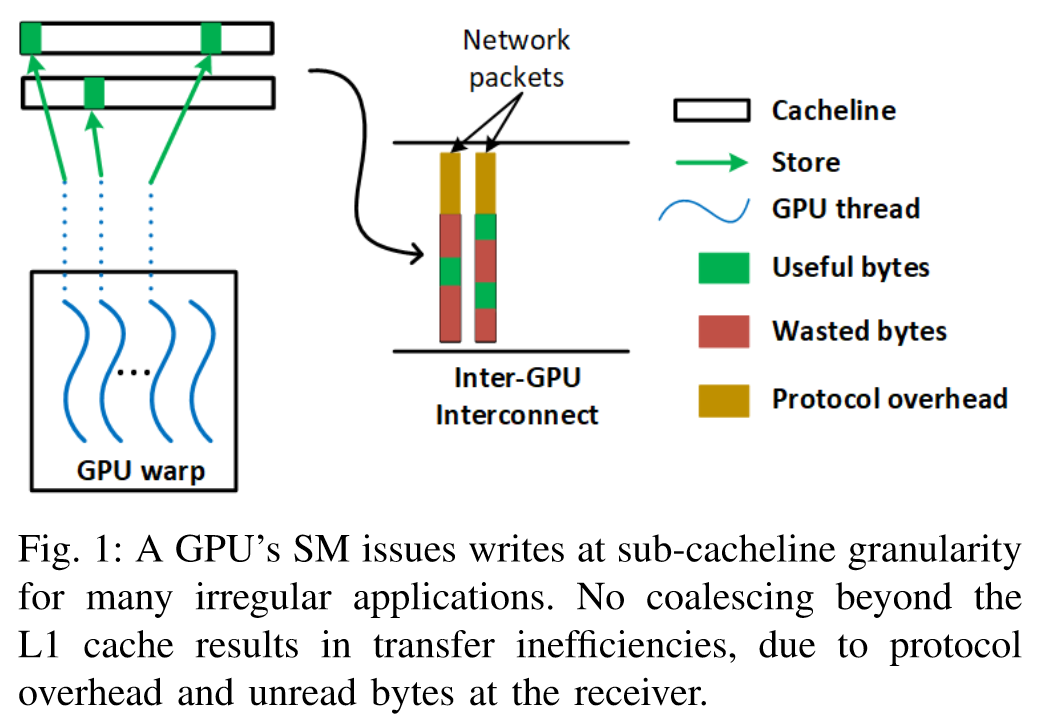 Network
packets
Cacheline
Store
GPU thread
Useful bytes
Wasted bytes
Protocol overhead
Inter-GPU
Interconnect
...
GPU warp
Fig. 1: A GPU's SM issues writes at sub-cacheline granularity
for many irregular applications. No coalescing beyond the
L1 cache results in transfer inefficiencies, due to protocol
overhead and unread bytes at the receiver.